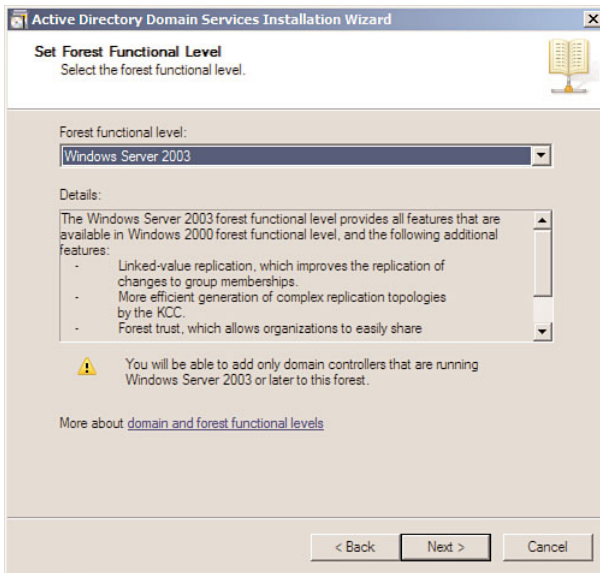 Active Directory Domain Services Installation Wizard
Set Forest Functional Level
Select the forest functional level.
Forest functional level:
Windows Server 2003
Details:
The Windows Server 2003 forest functional level provides all features that are
available in Windows 2000 forest functional level, and the following additional
features:
- Linked-value replication, which improves the replication of
changes to group memberships.
- More efficient generation of complex replication topologies
by the KCC.
- Forest trust, which allows organizations to easily share
You will be able to add only domain controllers that are running
Windows Server 2003 or later to this forest.
More about domain and forest functional levels
< Back Next > Cancel